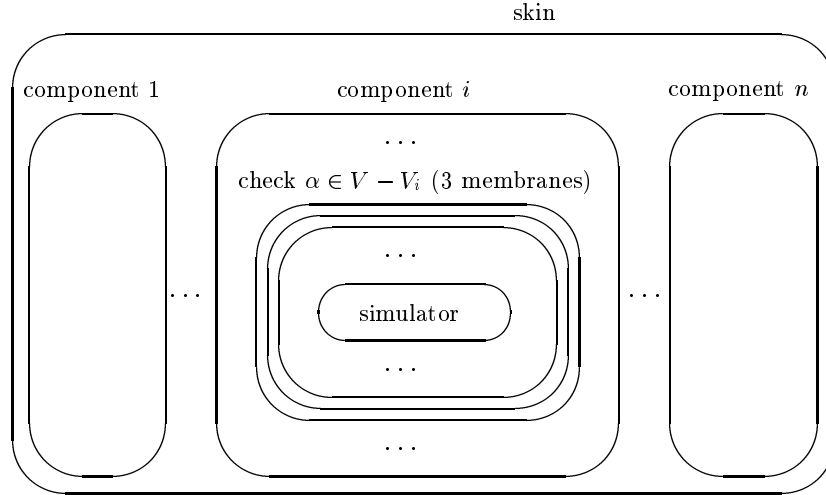 skin
component 1 component i component n
...
check α ∈ V − V_i (3 membranes)
...
... simulator ...
...
...